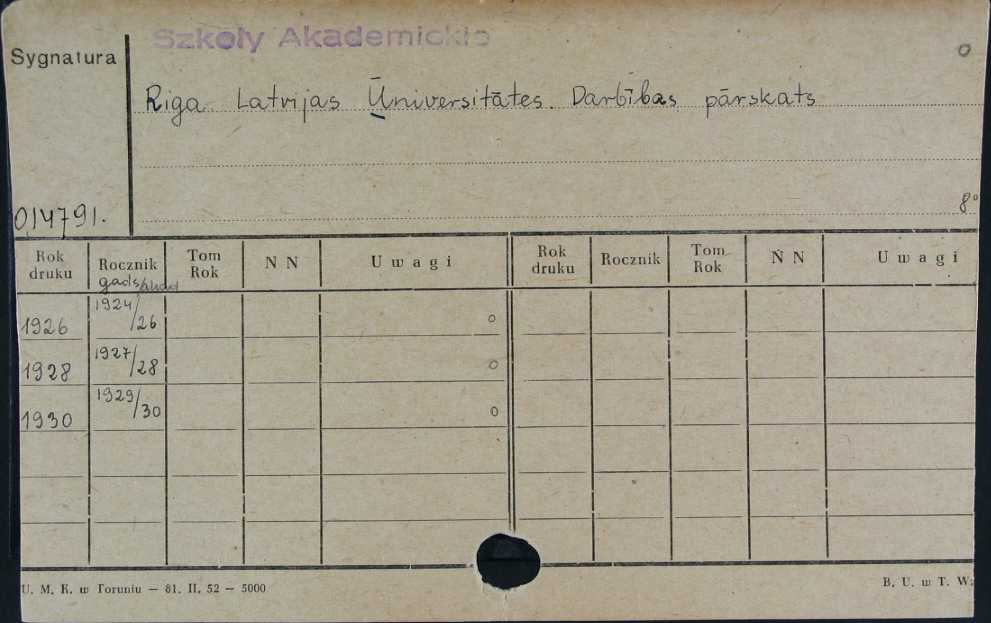 Szkoły Akademickie
Sygnatura
o
Riga Latvijas Ūniversitātes. Darbības pārskats
014791.
8°
Rok druku Rocznik Tom Rok N N Uwagi Rok druku Rocznik Tom Rok N N Uwagi
gads
1926 1924/26 o
1928 1927/28 o
1930 1929/30 o
U. M. K. w Toruniu — 81. II. 52 — 5000
B. U. w T. W